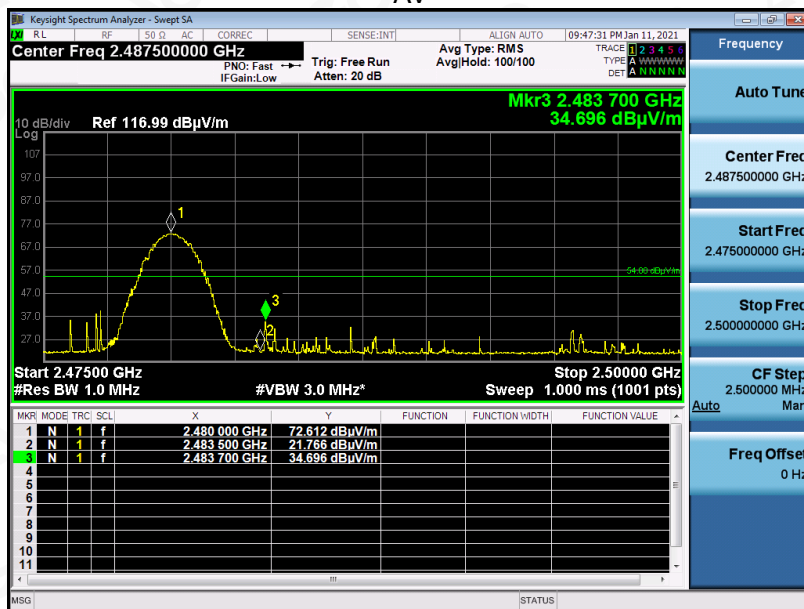 AV
Keysight Spectrum Analyzer - Swept SA
LXI RL RF 50 Ω AC CORREC SENSE:INT ALIGN AUTO 09:47:31 PM Jan 11, 2021
Center Freq 2.487500000 GHz
PNO: Fast
IFGain:Low
Trig: Free Run
Atten: 20 dB
Avg Type: RMS
Avg|Hold: 100/100
TRACE 1 2 3 4 5 6
TYPE A WWWWW
DET A N N N N N
Mkr3 2.483 700 GHz
34.696 dBµV/m
10 dB/div Ref 116.99 dBµV/m
Log
107
97.0
87.0
77.0
67.0
57.0
47.0
37.0
27.0
1
2
3
54.00 dBµV/m
Start 2.47500 GHz Stop 2.50000 GHz
#Res BW 1.0 MHz #VBW 3.0 MHz* Sweep 1.000 ms (1001 pts)
MKR MODE TRC SCL X Y FUNCTION FUNCTION WIDTH FUNCTION VALUE
1 N 1 f 2.480 000 GHz 72.612 dBµV/m
2 N 1 f 2.483 500 GHz 21.766 dBµV/m
3 N 1 f 2.483 700 GHz 34.696 dBµV/m
4
5
6
7
8
9
10
11
MSG STATUS
Frequency
Auto Tune
Center Freq
2.487500000 GHz
Start Freq
2.475000000 GHz
Stop Freq
2.500000000 GHz
CF Step
2.500000 MHz
Auto Man
Freq Offset
0 Hz